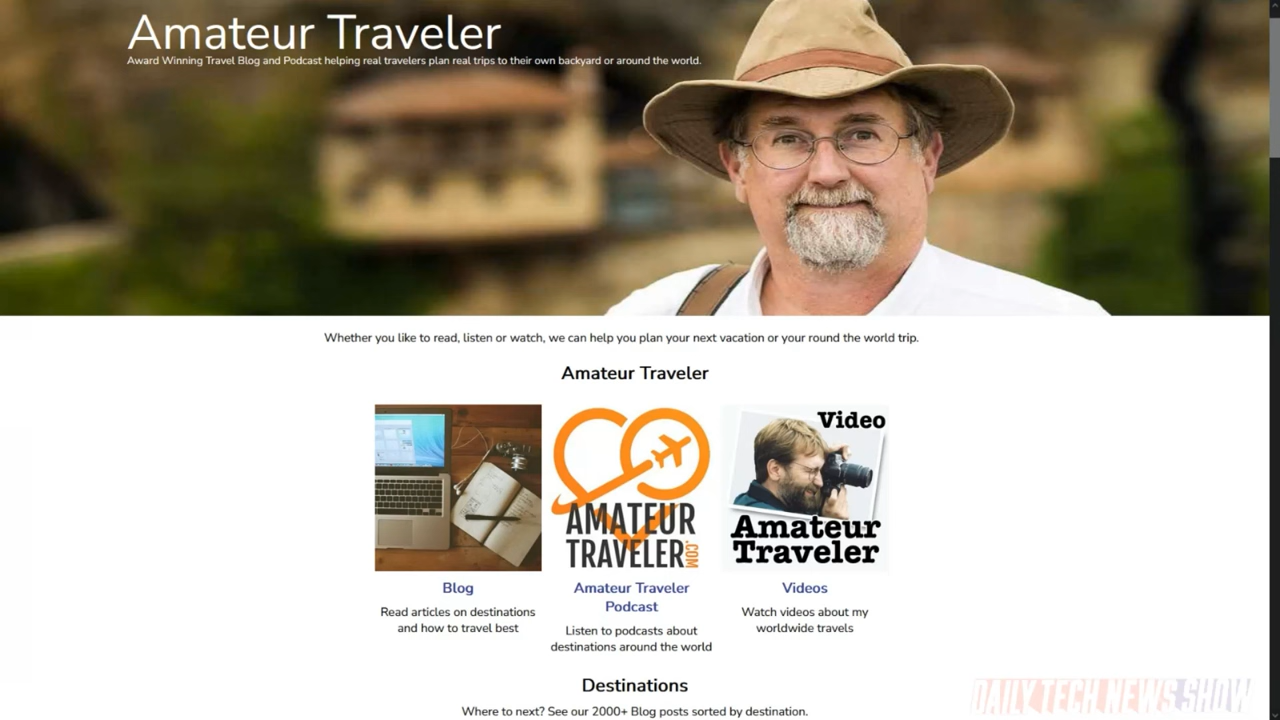 Amateur Traveler
Award Winning Travel Blog and Podcast helping real travelers plan real trips to their own backyard or around the world.
Whether you like to read, listen or watch, we can help you plan your next vacation or your round the world trip.
Amateur Traveler
Video
AMATEUR
TRAVELER.COM
Amateur
Traveler
Blog
Amateur Traveler
Podcast
Videos
Read articles on destinations
and how to travel best
Listen to podcasts about
destinations around the world
Watch videos about my
worldwide travels
Destinations
Where to next? See our 2000+ Blog posts sorted by destination.
DAILY TECH NEWS SHOW